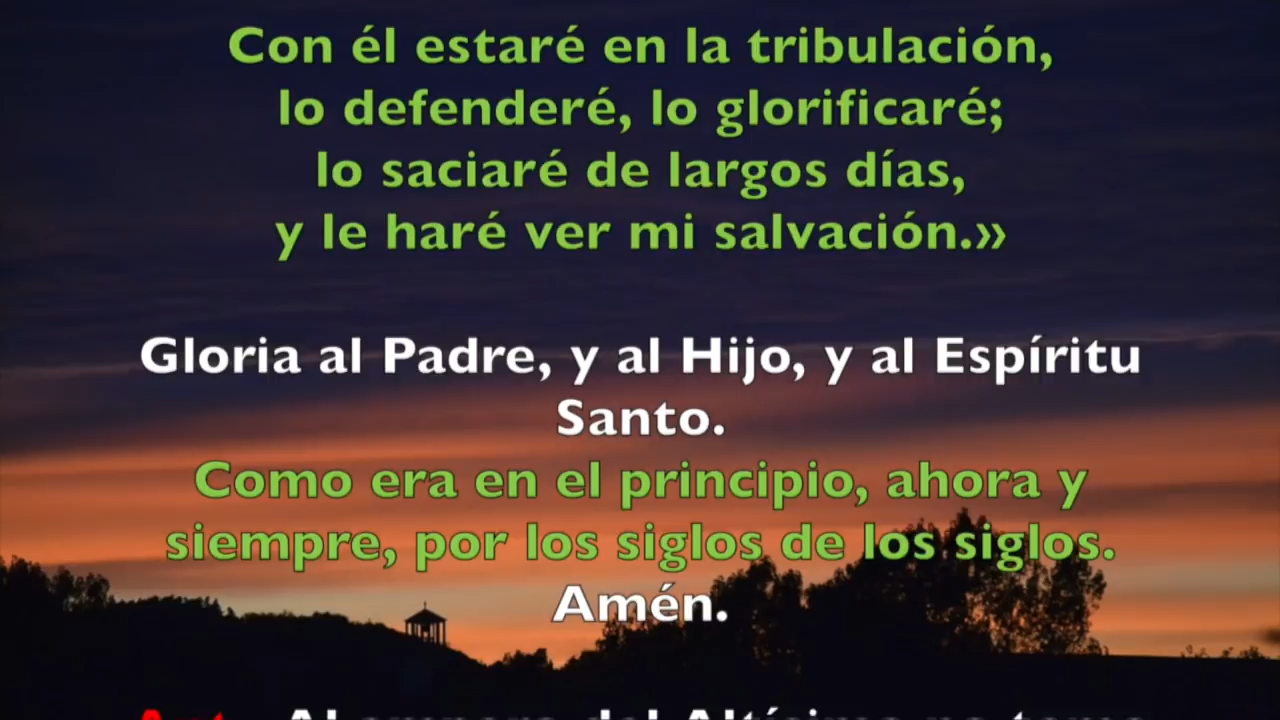 Con él estaré en la tribulación,
lo defenderé, lo glorificaré;
lo saciaré de largos días,
y le haré ver mi salvación.»
Gloria al Padre, y al Hijo, y al Espíritu
Santo.
Como era en el principio, ahora y
siempre, por los siglos de los siglos.
Amén.